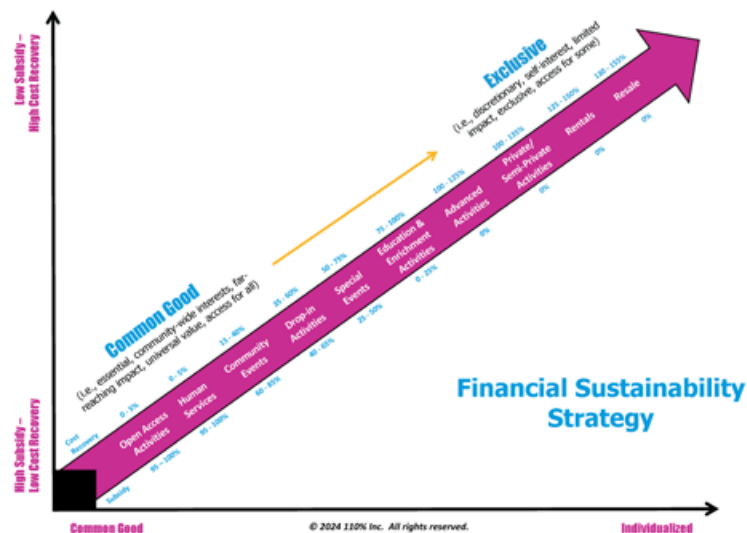 Low Subsidy –
High Cost Recovery
High Subsidy –
Low Cost Recovery
Exclusive
(i.e., discretionary, self-interest, limited
impact, exclusive, access for some)
Common Good
(i.e., essential, community-wide interests, far-
reaching impact, universal value, access for all)
Cost
Recovery
0 - 5%
0 - 5%
15 - 40%
35 - 60%
50 - 75%
75 - 100%
100 - 125%
100 - 135%
125 - 150%
130 - 155%
Open Access
Activities
Human
Services
Community
Events
Drop-in
Activities
Special
Events
Education &
Enrichment
Activities
Advanced
Activities
Private/
Semi-Private
Activities
Rentals
Resale
Subsidy
95 – 100%
95 - 100%
60 - 85%
40 - 65%
25 - 50%
0 - 25%
0%
0%
0%
0%
Financial Sustainability
Strategy
Common Good
© 2024 110% Inc. All rights reserved.
Individualized